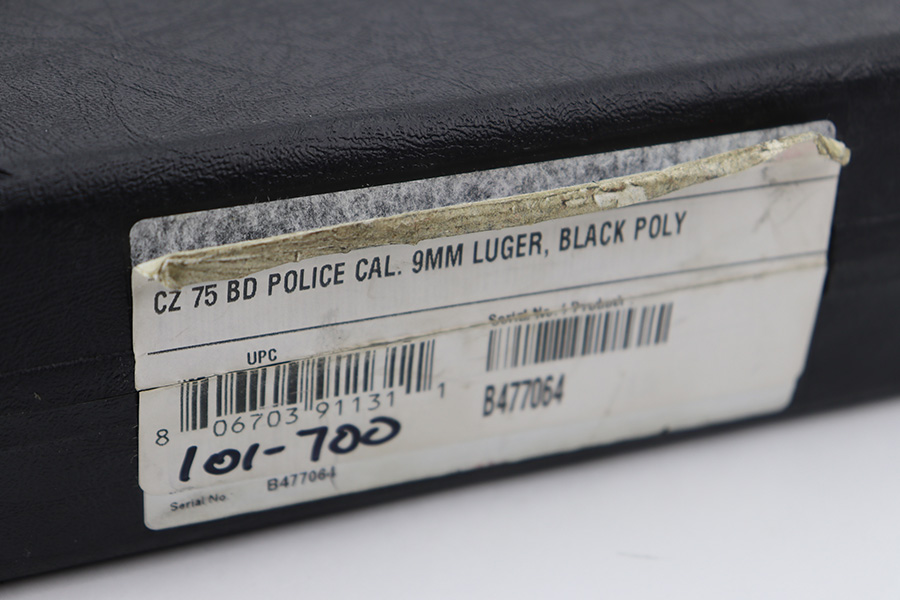 CZ 75 BD POLICE CAL. 9MM LUGER, BLACK POLY
UPC
Serial No. / Product
8 06703 91131 1
B477064
101-700
Serial No. B477064